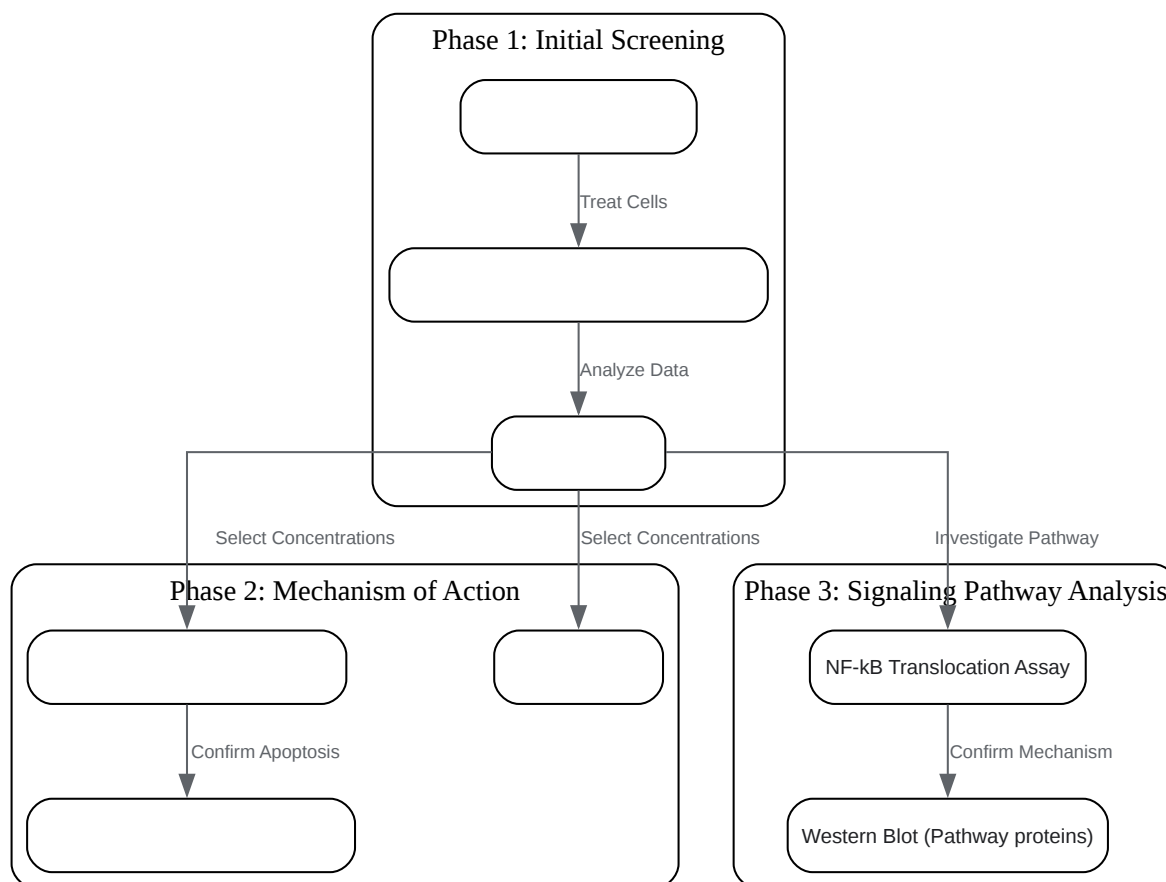 Phase 1: Initial Screening
Treat Cells
Analyze Data
Select Concentrations
Select Concentrations
Investigate Pathway
Phase 2: Mechanism of Action
Phase 3: Signaling Pathway Analysis
NF-kB Translocation Assay
Confirm Apoptosis
Confirm Mechanism
Western Blot (Pathway proteins)